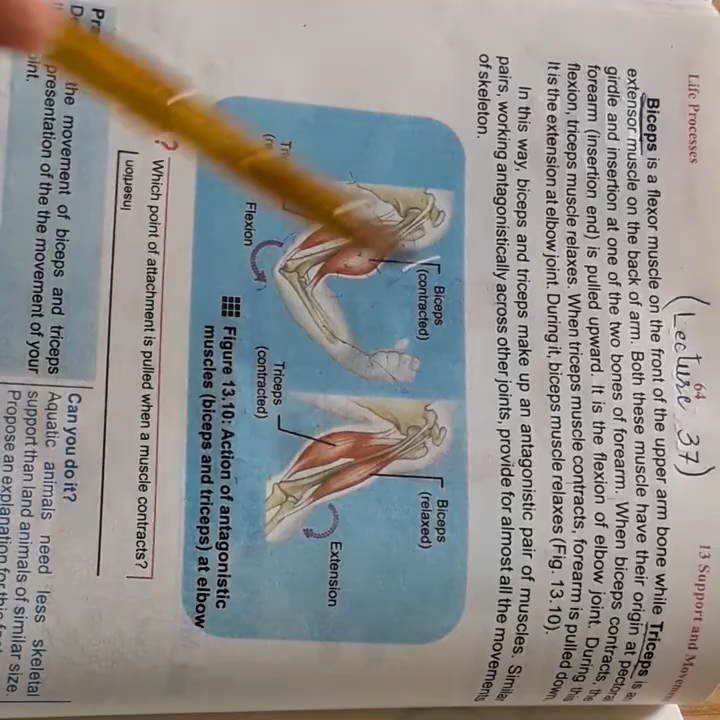 Life Processes
64
13 Support and Movem
(Lecture 37)
Biceps is a flexor muscle on the front of the upper arm bone while Triceps is an
extensor muscle on the back of arm. Both these muscle have their origin at pectoral
girdle and insertion at one of the two bones of forearm. When biceps contracts, the
forearm (insertion end) is pulled upward. It is the flexion of elbow joint. During this
flexion, triceps muscle relaxes. When triceps muscle contracts, forearm is pulled down.
It is the extension at elbow joint. During it, biceps muscle relaxes (Fig. 13.10).
In this way, biceps and triceps make up an antagonistic pair of muscles. Similar
pairs, working antagonistically across other joints, provide for almost all the movements
of skeleton.
Biceps
(contracted)
Flexion
Biceps
(relaxed)
Triceps
(contracted)
Extension
Figure 13.10: Action of antagonistic
muscles (biceps and triceps) at elbow
? Which point of attachment is pulled when a muscle contracts?
Insertion
the movement of biceps and triceps
presentation of the the movement of your
Can you do it?
Aquatic animals need less skeletal
support than land animals of similar size.
Propose an explanation for this